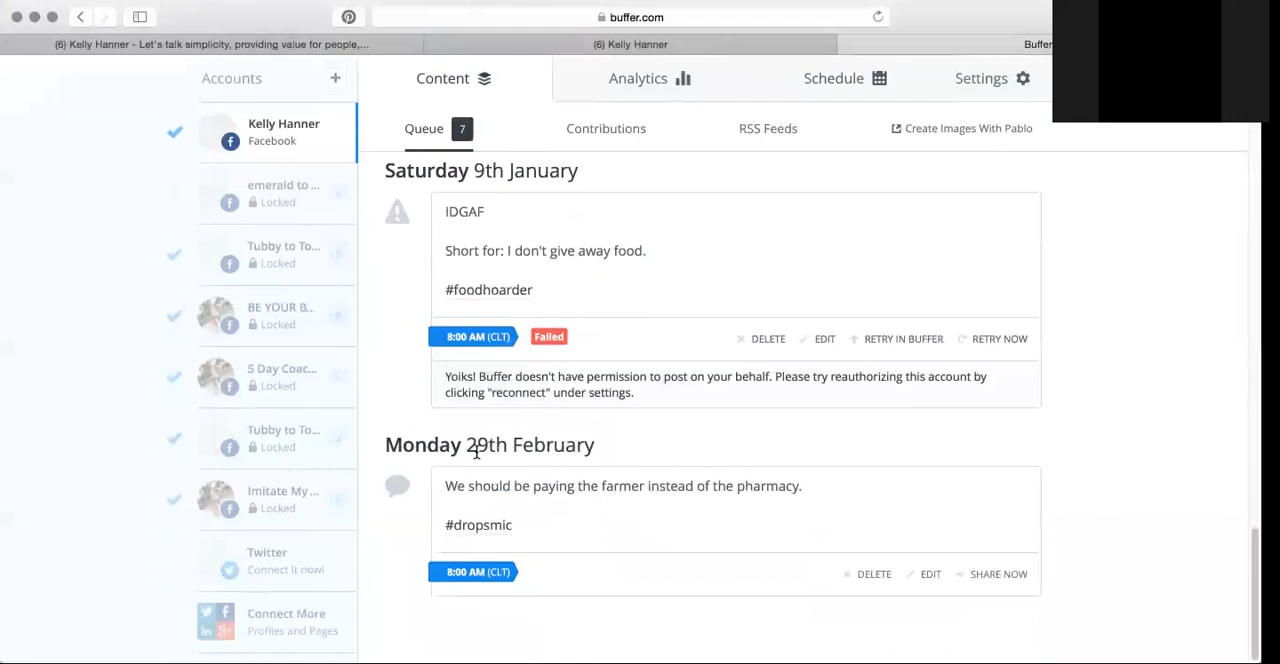 buffer.com
(6) Kelly Hanner - Let's talk simplicity, providing value for people,...
(6) Kelly Hanner
Buffer
Accounts +
Content
Analytics
Schedule
Settings
Kelly Hanner
Facebook
emerald to ...
Locked
Tubby to To...
Locked
BE YOUR B...
Locked
5 Day Coac...
Locked
Tubby to To...
Locked
Imitate My ...
Locked
Twitter
Connect It now!
Connect More
Profiles and Pages
Queue 7
Contributions
RSS Feeds
Create Images With Pablo
Saturday 9th January
IDGAF
Short for: I don't give away food.
#foodhoarder
8:00 AM (CLT) Failed
DELETE EDIT RETRY IN BUFFER RETRY NOW
Yoiks! Buffer doesn't have permission to post on your behalf. Please try reauthorizing this account by
clicking "reconnect" under settings.
Monday 29th February
We should be paying the farmer instead of the pharmacy.
#dropsmic
8:00 AM (CLT)
DELETE EDIT SHARE NOW